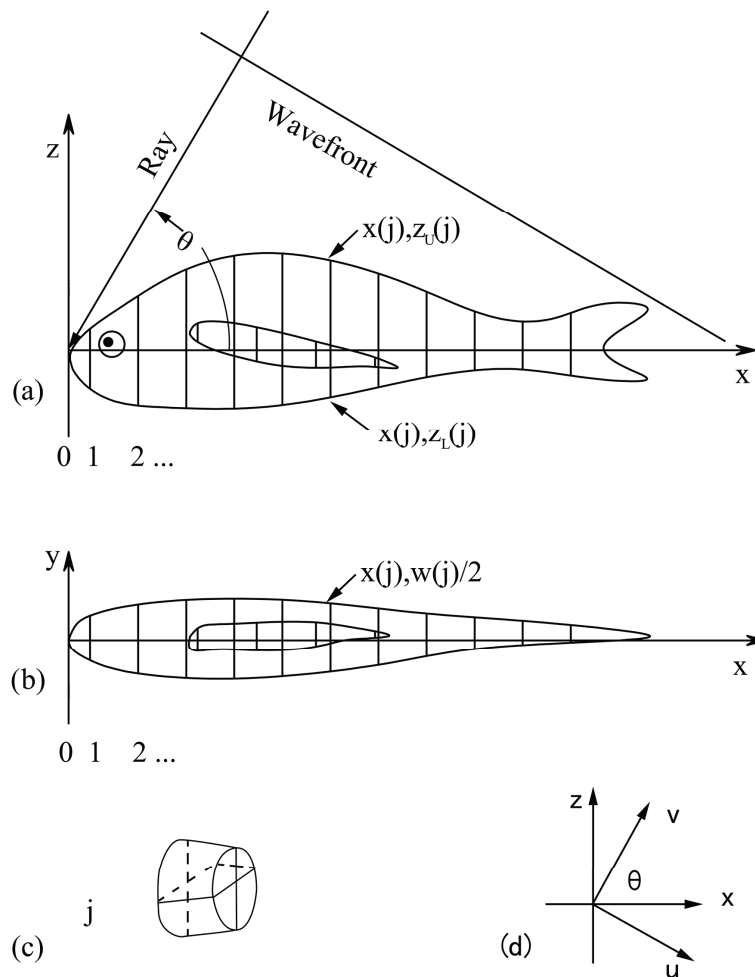 Ray
Wavefront
z
θ
x(j),z_U(j)
x
(a)
x(j),z_L(j)
0 1 2 ...
y
x(j),w(j)/2
(b)
x
0 1 2 ...
z
v
θ
x
j
(c)
(d)
u